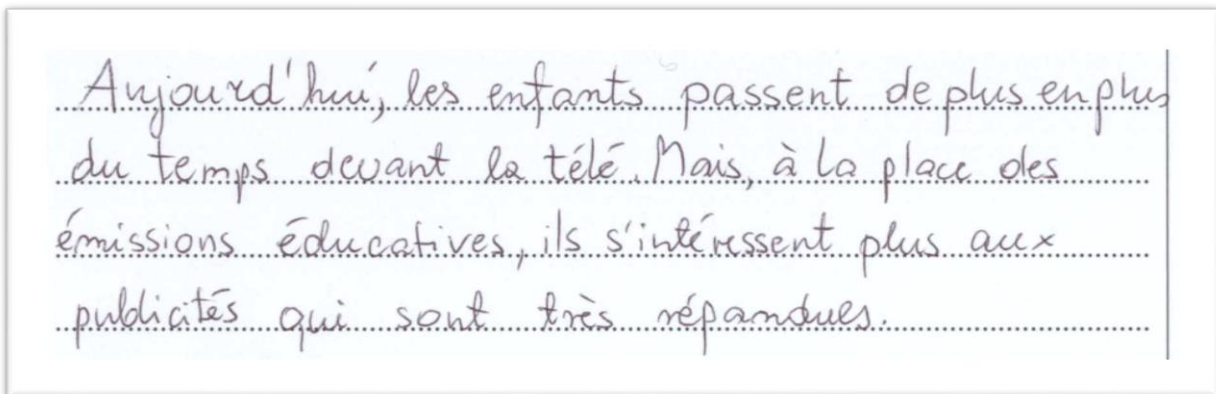 Aujourd'hui, les enfants passent de plus en plus
du temps devant la télé. Mais, à la place des
émissions éducatives, ils s'intéressent plus aux
publicités qui sont très répandues.